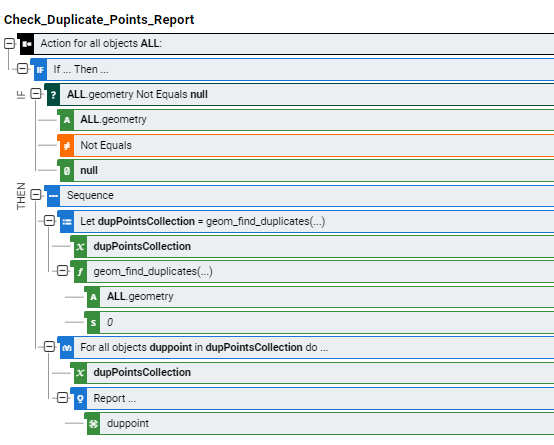 Check_Duplicate_Points_Report
Action for all objects ALL:
IF If ... Then ...
IF ? ALL.geometry Not Equals null
A ALL.geometry
≠ Not Equals
0 null
THEN Sequence
Let dupPointsCollection = geom_find_duplicates(...)
x dupPointsCollection
f geom_find_duplicates(...)
A ALL.geometry
S 0
For all objects duppoint in dupPointsCollection do ...
x dupPointsCollection
Report ...
duppoint